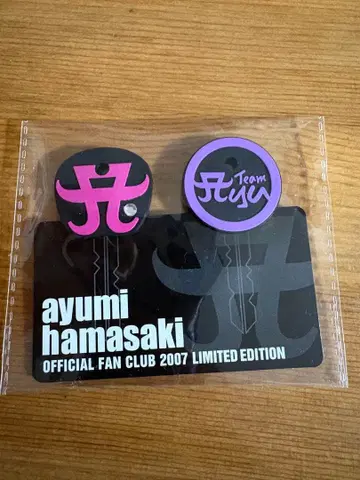 Team
Ayu
ayumi
hamasaki
OFFICIAL FAN CLUB 2007 LIMITED EDITION